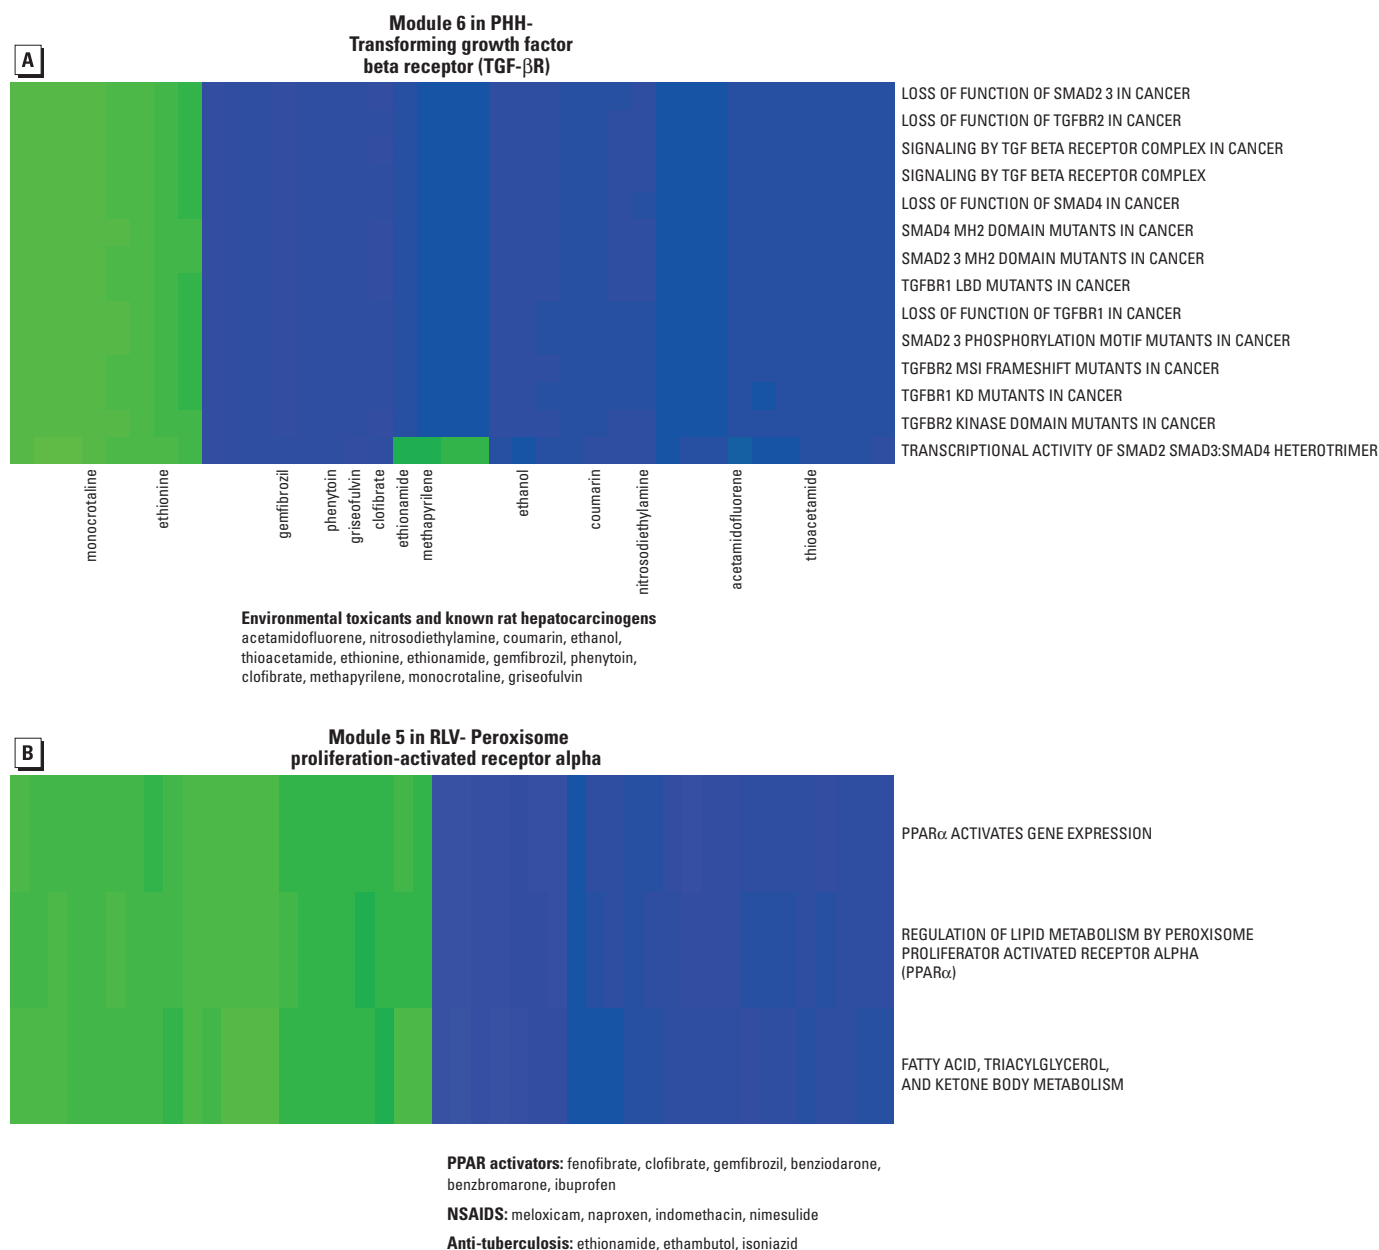 Module 6 in PHH-
Transforming growth factor
beta receptor (TGF-βR)
A
LOSS OF FUNCTION OF SMAD2 3 IN CANCER
LOSS OF FUNCTION OF TGFBR2 IN CANCER
SIGNALING BY TGF BETA RECEPTOR COMPLEX IN CANCER
SIGNALING BY TGF BETA RECEPTOR COMPLEX
LOSS OF FUNCTION OF SMAD4 IN CANCER
SMAD4 MH2 DOMAIN MUTANTS IN CANCER
SMAD2 3 MH2 DOMAIN MUTANTS IN CANCER
TGFBR1 LBD MUTANTS IN CANCER
LOSS OF FUNCTION OF TGFBR1 IN CANCER
SMAD2 3 PHOSPHORYLATION MOTIF MUTANTS IN CANCER
TGFBR2 MSI FRAMESHIFT MUTANTS IN CANCER
TGFBR1 KD MUTANTS IN CANCER
TGFBR2 KINASE DOMAIN MUTANTS IN CANCER
TRANSCRIPTIONAL ACTIVITY OF SMAD2 SMAD3:SMAD4 HETEROTRIMER
monocrotaline
ethionine
gemfibrozil
phenytoin
griseofulvin
clofibrate
ethionamide
methapyrilene
ethanol
coumarin
nitrosodiethylamine
acetamidofluorene
thioacetamide
Environmental toxicants and known rat hepatocarcinogens
acetamidofluorene, nitrosodiethylamine, coumarin, ethanol,
thioacetamide, ethionine, ethionamide, gemfibrozil, phenytoin,
clofibrate, methapyrilene, monocrotaline, griseofulvin
B
Module 5 in RLV- Peroxisome
proliferation-activated receptor alpha
PPARα ACTIVATES GENE EXPRESSION
REGULATION OF LIPID METABOLISM BY PEROXISOME
PROLIFERATOR ACTIVATED RECEPTOR ALPHA
(PPARα)
FATTY ACID, TRIACYLGLYCEROL,
AND KETONE BODY METABOLISM
PPAR activators: fenofibrate, clofibrate, gemfibrozil, benziodarone,
benzbromarone, ibuprofen
NSAIDS: meloxicam, naproxen, indomethacin, nimesulide
Anti-tuberculosis: ethionamide, ethambutol, isoniazid